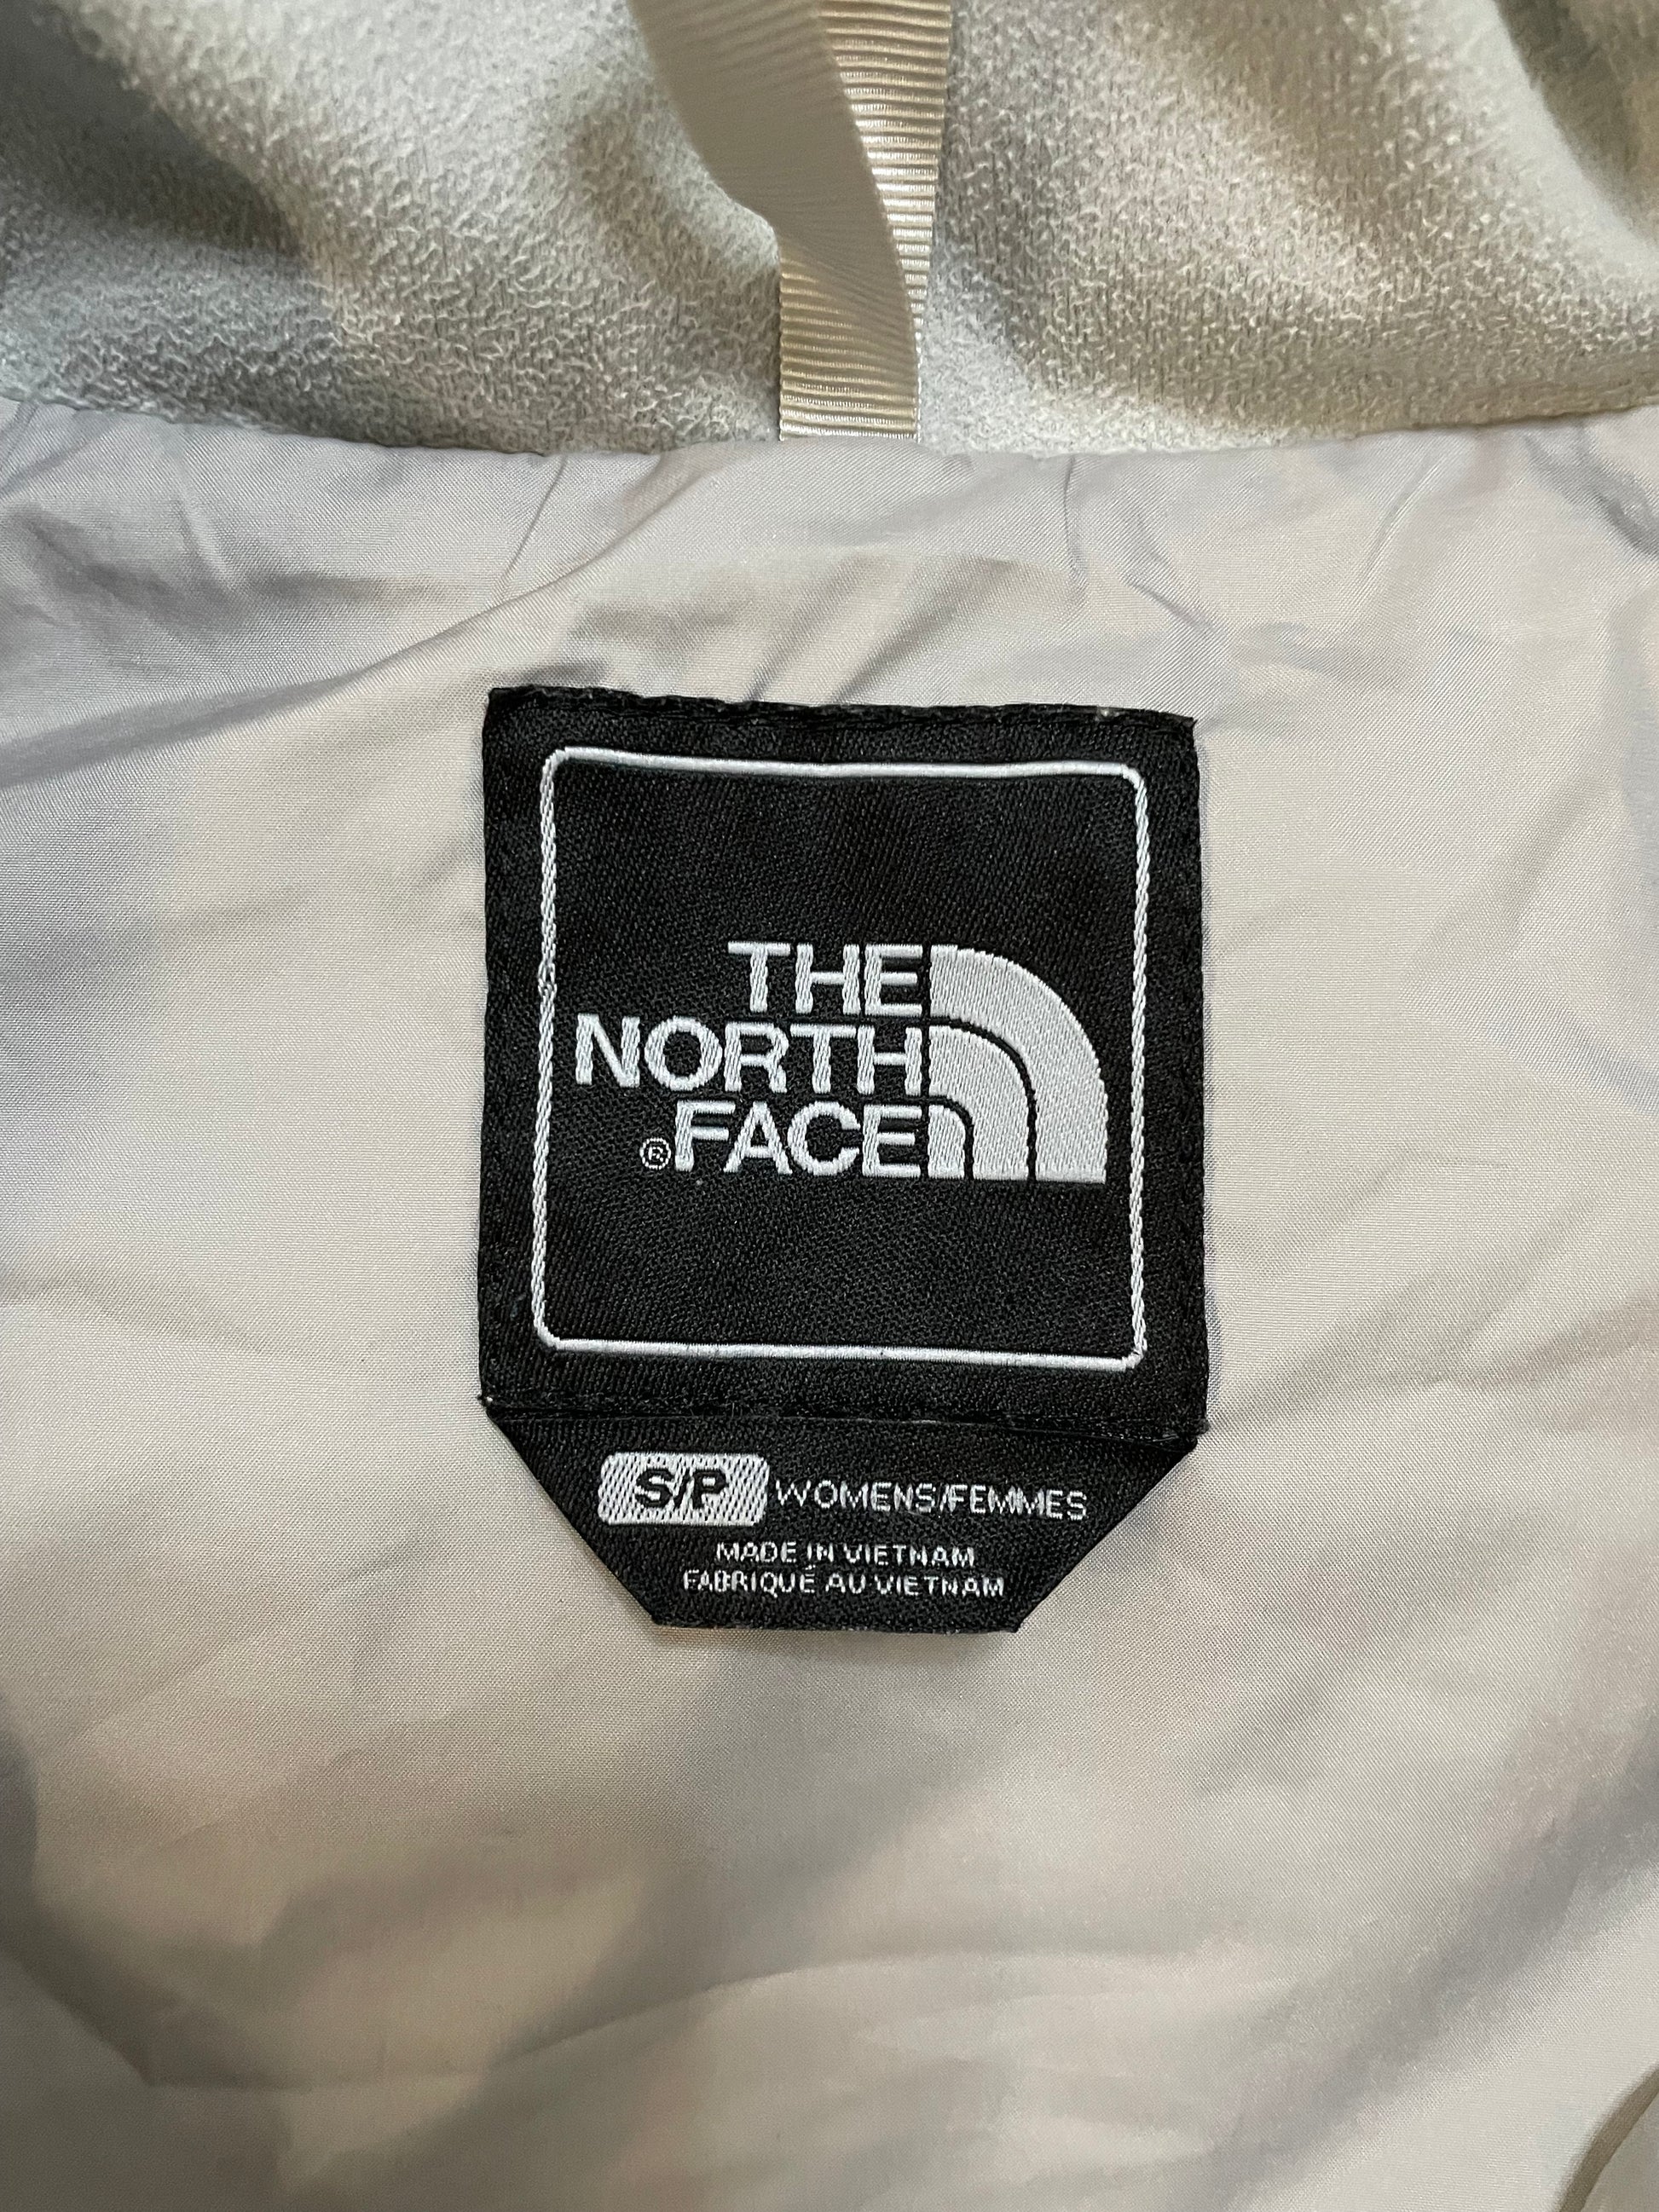 THE
NORTH
®FACE
S/P WOMENS/FEMMES
MADE IN VIETNAM
FABRIQUÉ AU VIETNAM